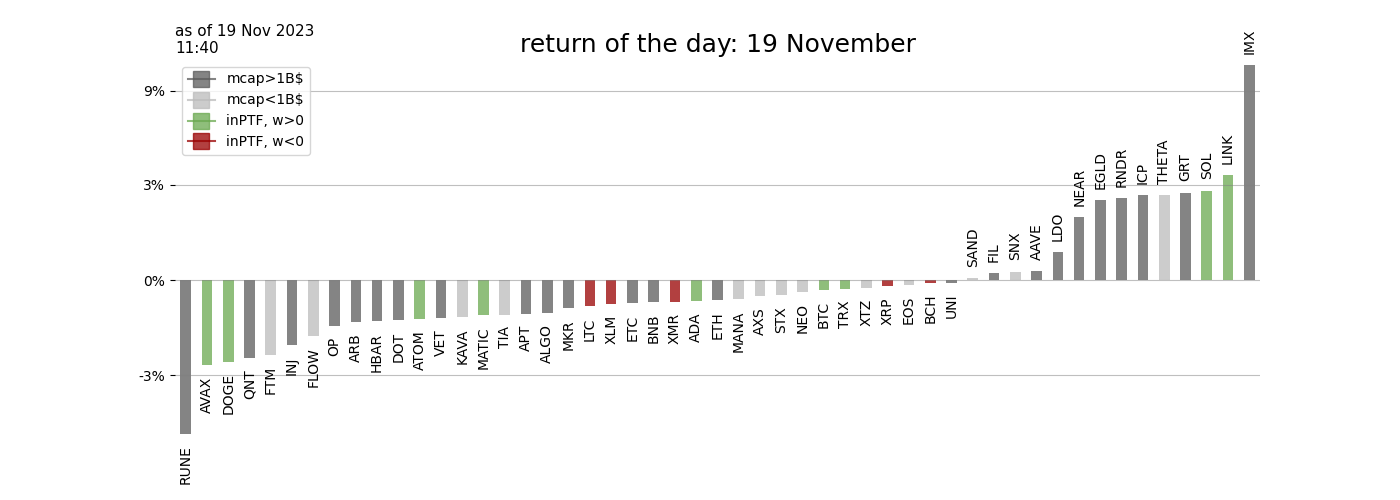 as of 19 Nov 2023
11:40
return of the day: 19 November
mcap>1B$
mcap<1B$
inPTF, w>0
inPTF, w<0
9%
3%
0%
-3%
RUNE
AVAX
DOGE
QNT
FTM
INJ
FLOW
OP
ARB
HBAR
DOT
ATOM
VET
KAVA
MATIC
TIA
APT
ALGO
MKR
LTC
XLM
ETC
BNB
XMR
ADA
ETH
MANA
AXS
STX
NEO
BTC
TRX
XTZ
XRP
EOS
BCH
UNI
SAND
FIL
SNX
AAVE
LDO
NEAR
EGLD
RNDR
ICP
THETA
GRT
SOL
LINK
IMX